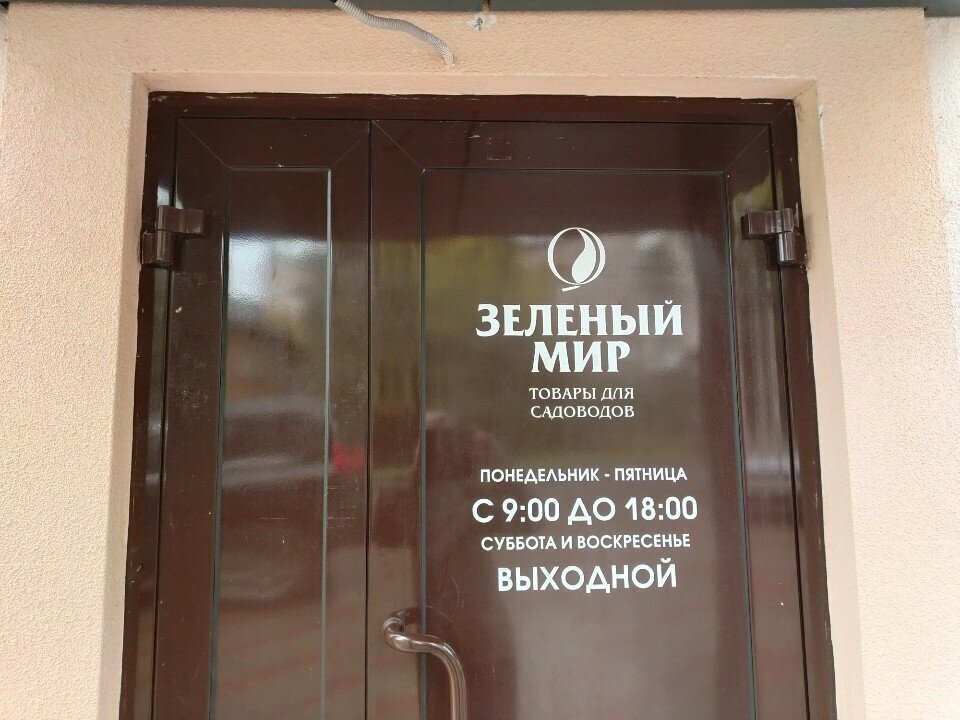 ЗЕЛЕНЫЙ
МИР
ТОВАРЫ ДЛЯ
САДОВОДОВ
ПОНЕДЕЛЬНИК - ПЯТНИЦА
С 9:00 ДО 18:00
СУББОТА И ВОСКРЕСЕНЬЕ
ВЫХОДНОЙ